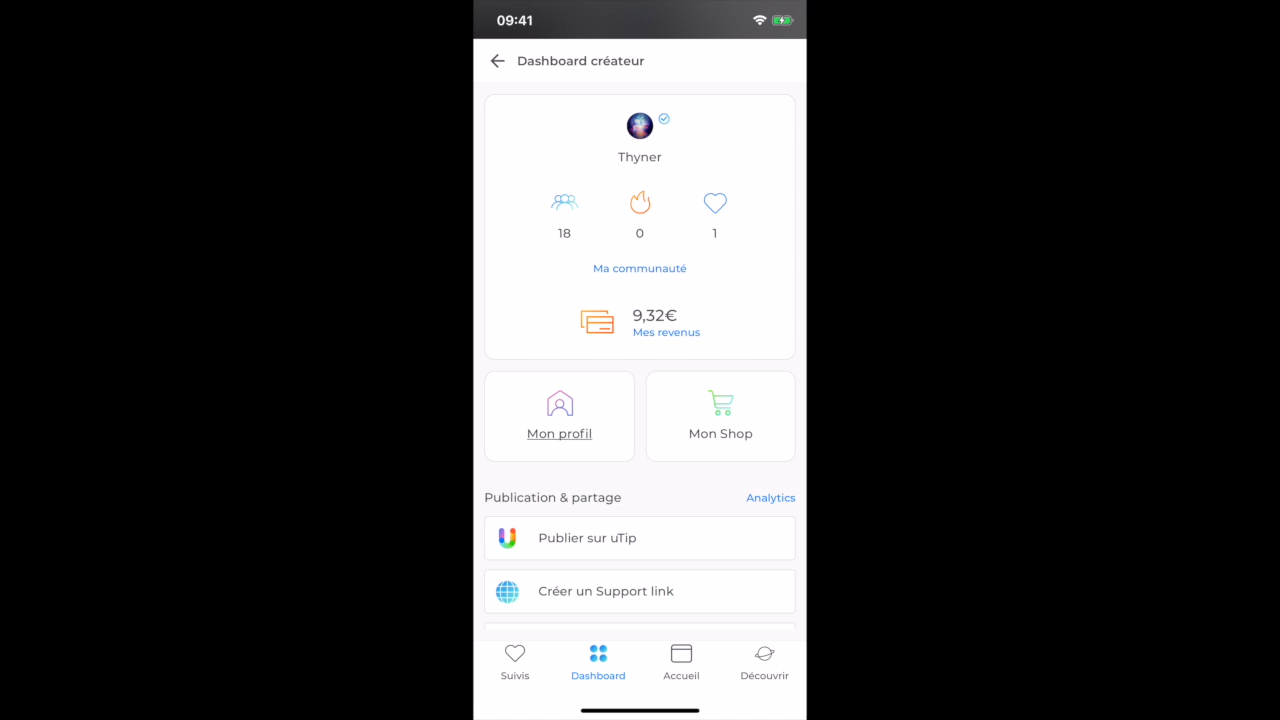 09:41
Dashboard créateur
Thyner
18
0
1
Ma communauté
9,32€
Mes revenus
Mon profil
Mon Shop
Publication & partage
Analytics
Publier sur uTip
Créer un Support link
Suivis
Dashboard
Accueil
Découvrir